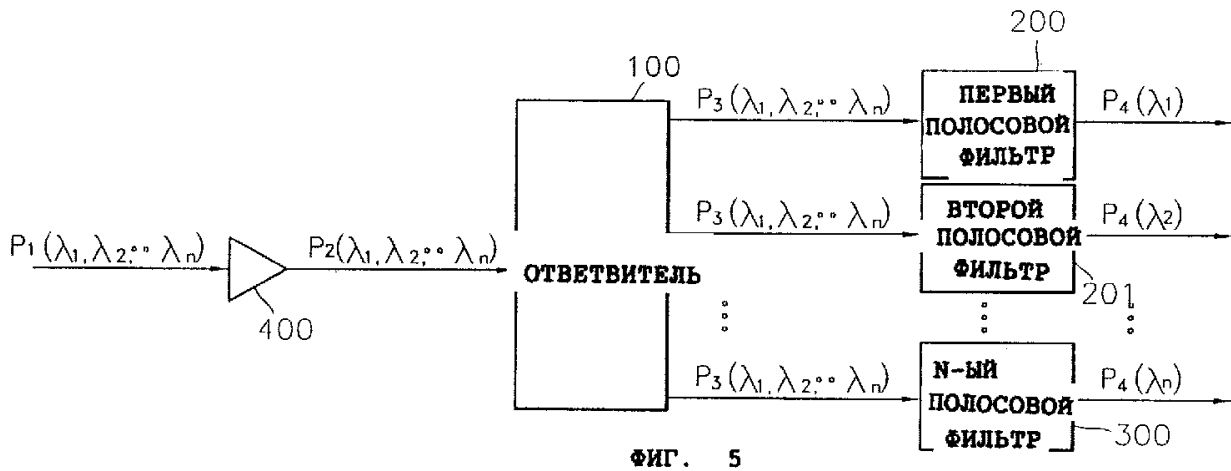 200
100
P3(λ1, λ2, °° λn)
ПЕРВЫЙ
ПОЛОСОВОЙ
ФИЛЬТР
P4(λ1)
P3(λ1, λ2, °° λn)
ВТОРОЙ
ПОЛОСОВОЙ
ФИЛЬТР
P4(λ2)
201
P1(λ1, λ2, °° λn)
400
P2(λ1, λ2, °° λn)
ОТВЕТВИТЕЛЬ
P3(λ1, λ2, °° λn)
N-ЫЙ
ПОЛОСОВОЙ
ФИЛЬТР
P4(λn)
300
ФИГ. 5